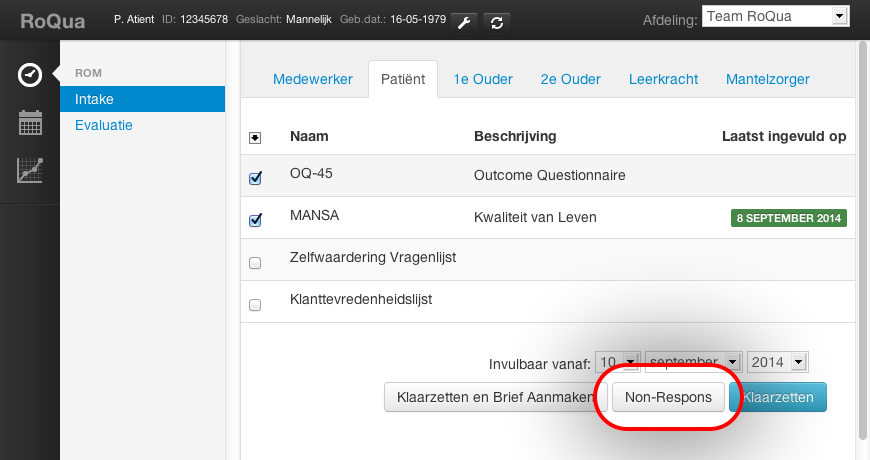 RoQua P. Atient ID: 12345678 Geslacht: Mannelijk Geb.dat.: 16-05-1979 Afdeling: Team RoQua
ROM
Intake
Evaluatie
Medewerker Patiënt 1e Ouder 2e Ouder Leerkracht Mantelzorger
Naam Beschrijving Laatst ingevuld op
OQ-45 Outcome Questionnaire
MANSA Kwaliteit van Leven 8 SEPTEMBER 2014
Zelfwaardering Vragenlijst
Klanttevredenheidslijst
Invulbaar vanaf: 10 september 2014
Klaarzetten en Brief Aanmaken Non-Respons Klaarzetten